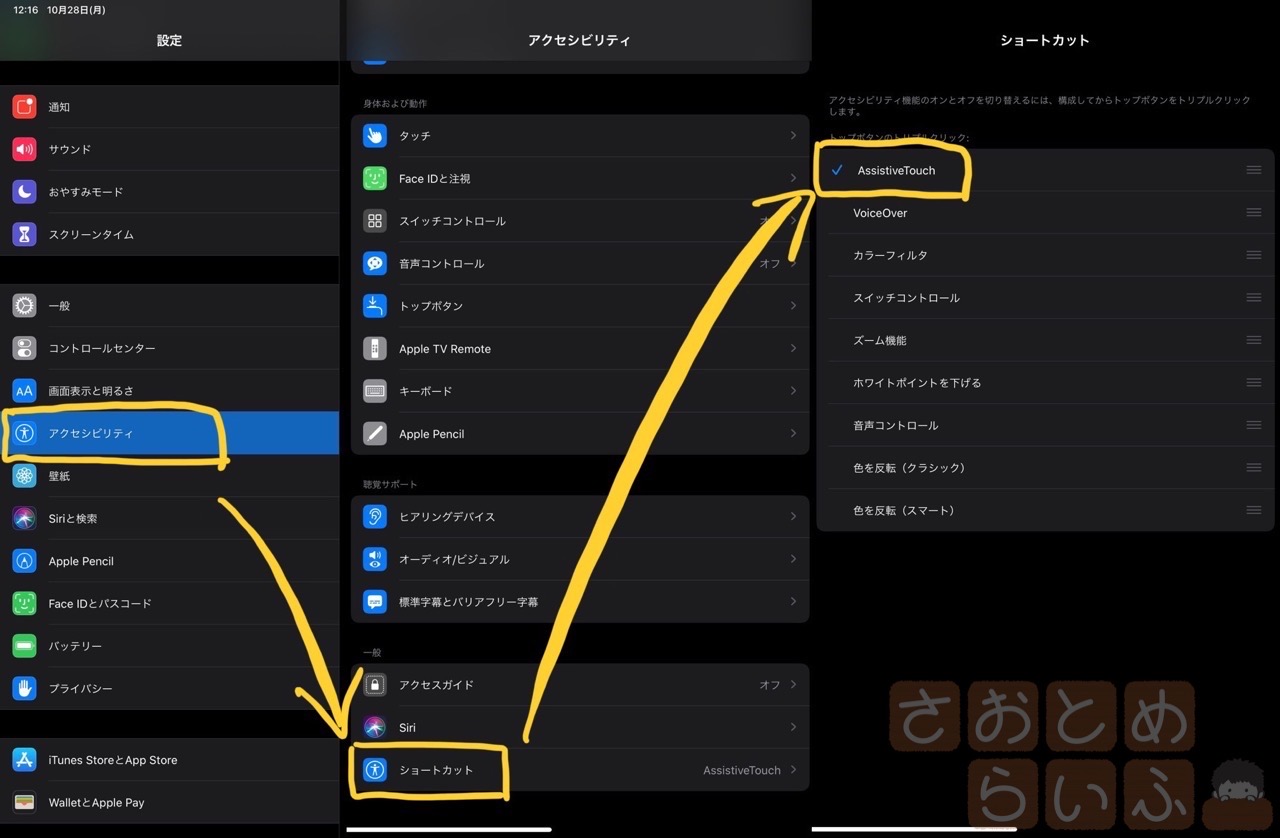 12:16 10月28日(月)
設定
通知
サウンド
おやすみモード
スクリーンタイム
一般
コントロールセンター
AA 画面表示と明るさ
アクセシビリティ
壁紙
Siriと検索
Apple Pencil
Face IDとパスコード
バッテリー
プライバシー
iTunes StoreとApp Store
WalletとApple Pay
アクセシビリティ
身体および動作
タッチ
Face IDと注視
スイッチコントロール オフ
音声コントロール オフ
トップボタン
Apple TV Remote
キーボード
Apple Pencil
聴覚サポート
ヒアリングデバイス
オーディオ/ビジュアル
標準字幕とバリアフリー字幕
一般
アクセスガイド オフ
Siri
ショートカット AssistiveTouch
ショートカット
アクセシビリティ機能のオンとオフを切り替えるには、構成してからトップボタンをトリプルクリック
します。
トップボタンのトリプルクリック:
AssistiveTouch
VoiceOver
カラーフィルタ
スイッチコントロール
ズーム機能
ホワイトポイントを下げる
音声コントロール
色を反転（クラシック）
色を反転（スマート）
さおとめ
らいふ